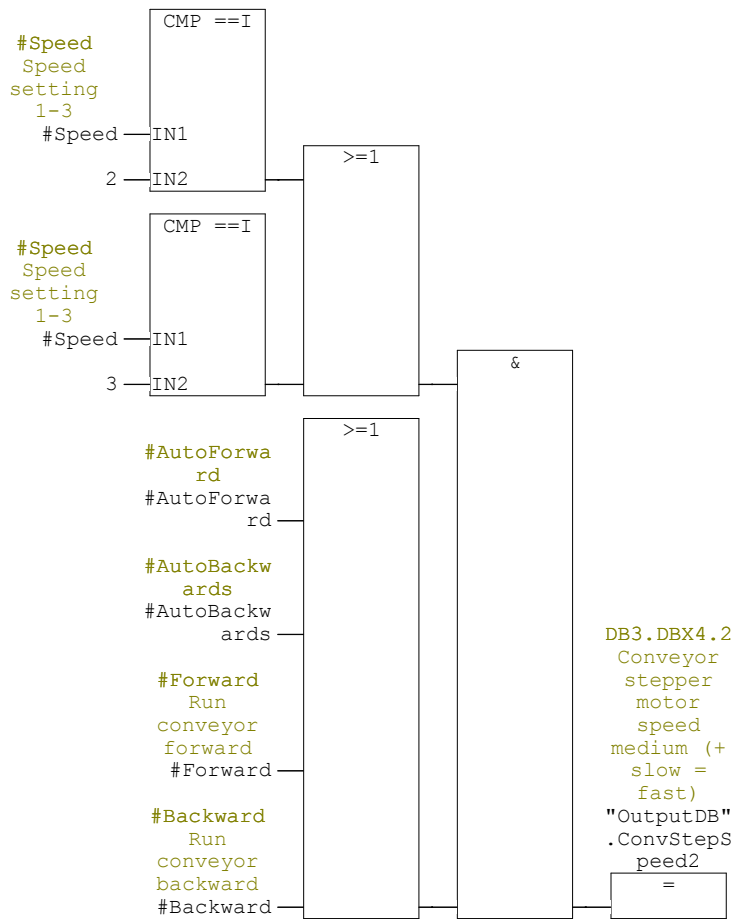 CMP ==I
#Speed
Speed
setting
1-3
#Speed
IN1
2
IN2
>=1
CMP ==I
#Speed
Speed
setting
1-3
#Speed
IN1
3
IN2
&
>=1
#AutoForwa
rd
#AutoForwa
rd
#AutoBackw
ards
#AutoBackw
ards
#Forward
Run
conveyor
forward
#Forward
#Backward
Run
conveyor
backward
#Backward
DB3.DBX4.2
Conveyor
stepper
motor
speed
medium (+
slow =
fast)
"OutputDB"
.ConvStepS
peed2
=